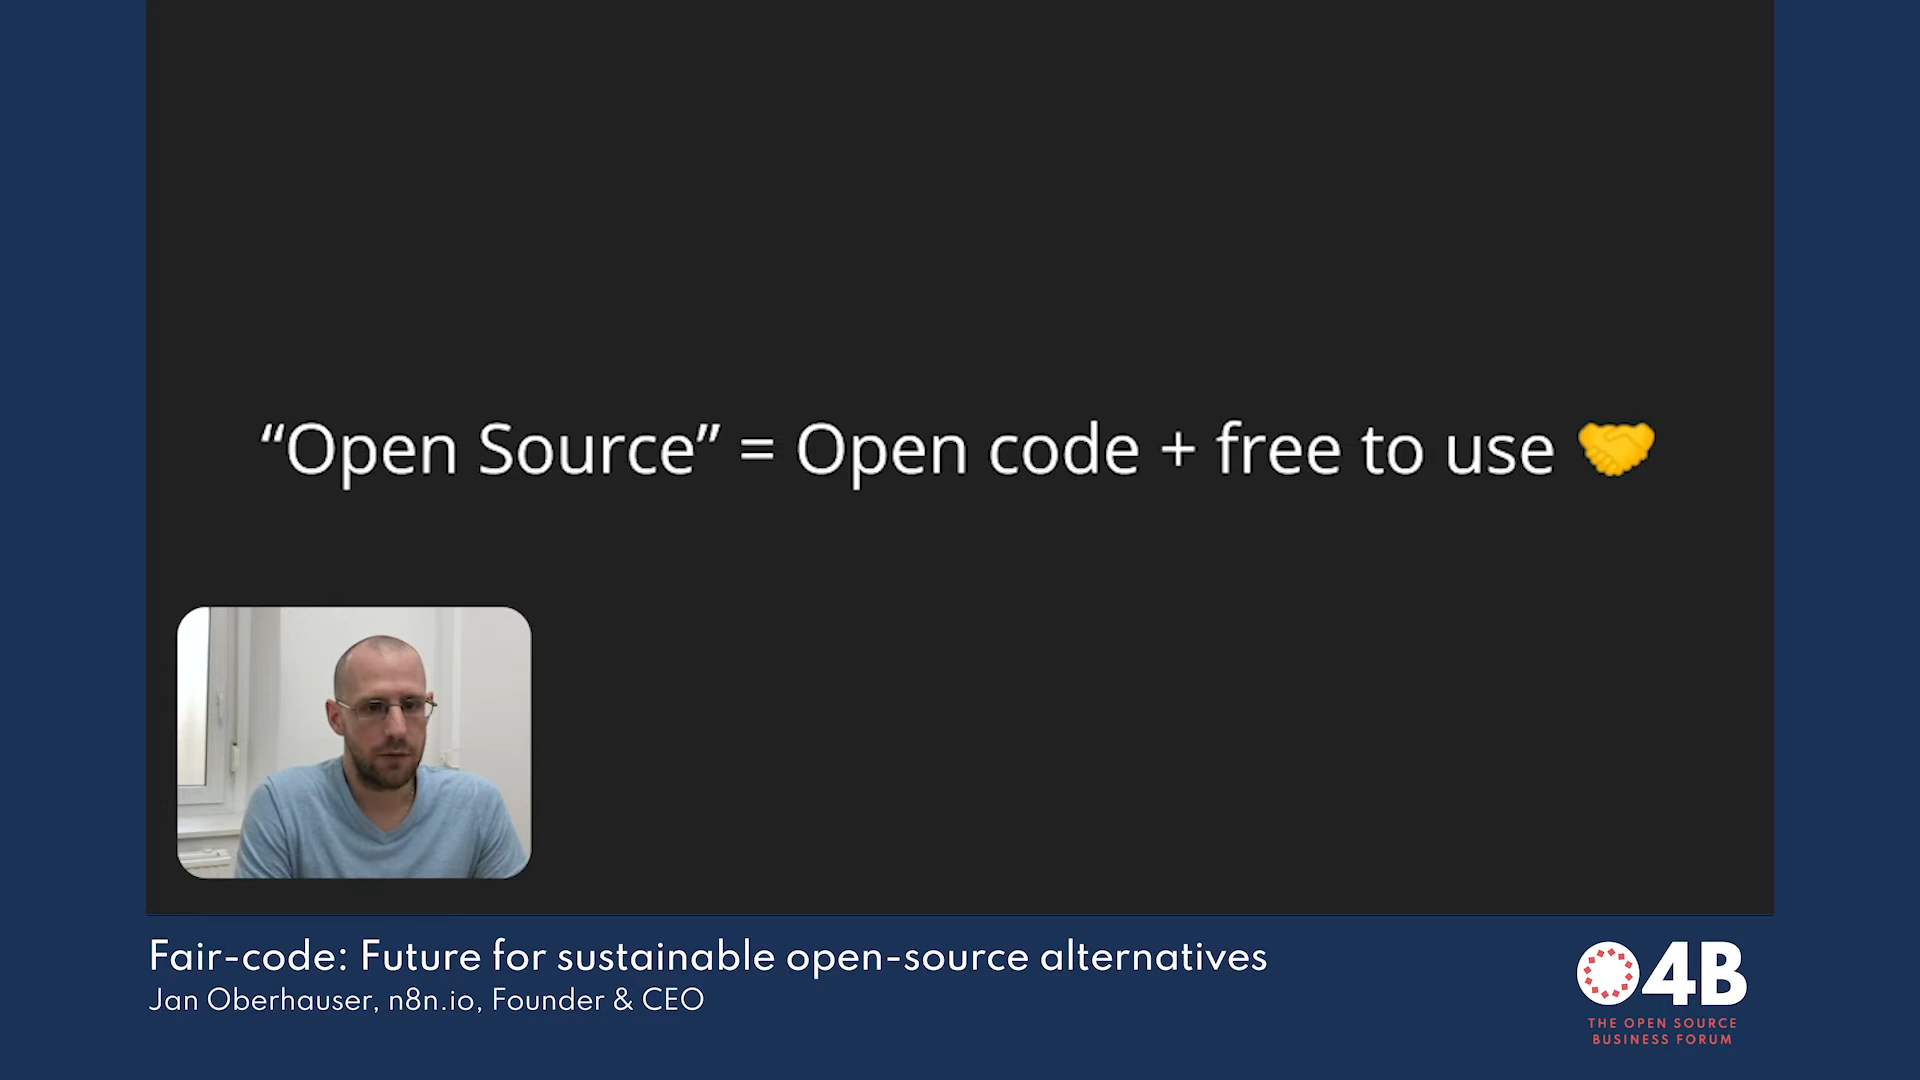 “Open Source” = Open code + free to use 🤝
Fair-code: Future for sustainable open-source alternatives
Jan Oberhauser, n8n.io, Founder & CEO
O4B
THE OPEN SOURCE
BUSINESS FORUM